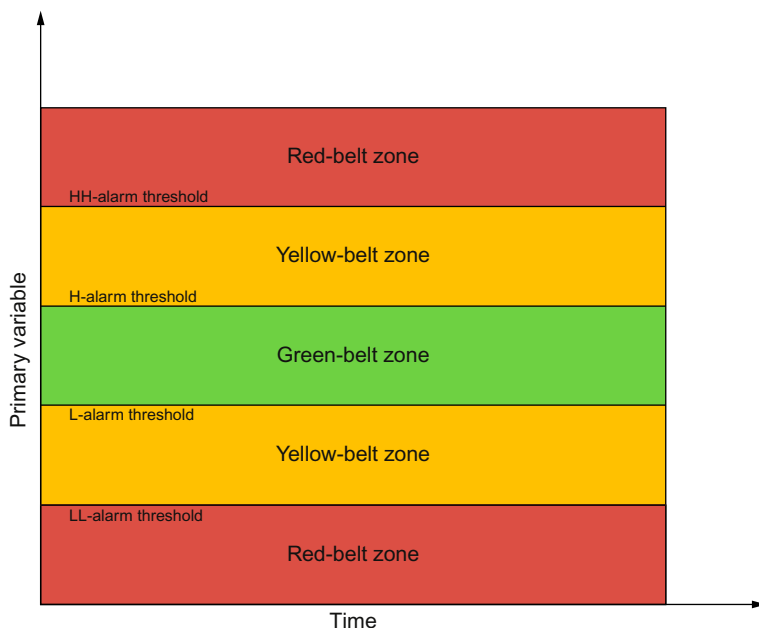 Red-belt zone
HH-alarm threshold
Yellow-belt zone
H-alarm threshold
Green-belt zone
L-alarm threshold
Yellow-belt zone
LL-alarm threshold
Red-belt zone
Primary variable
Time